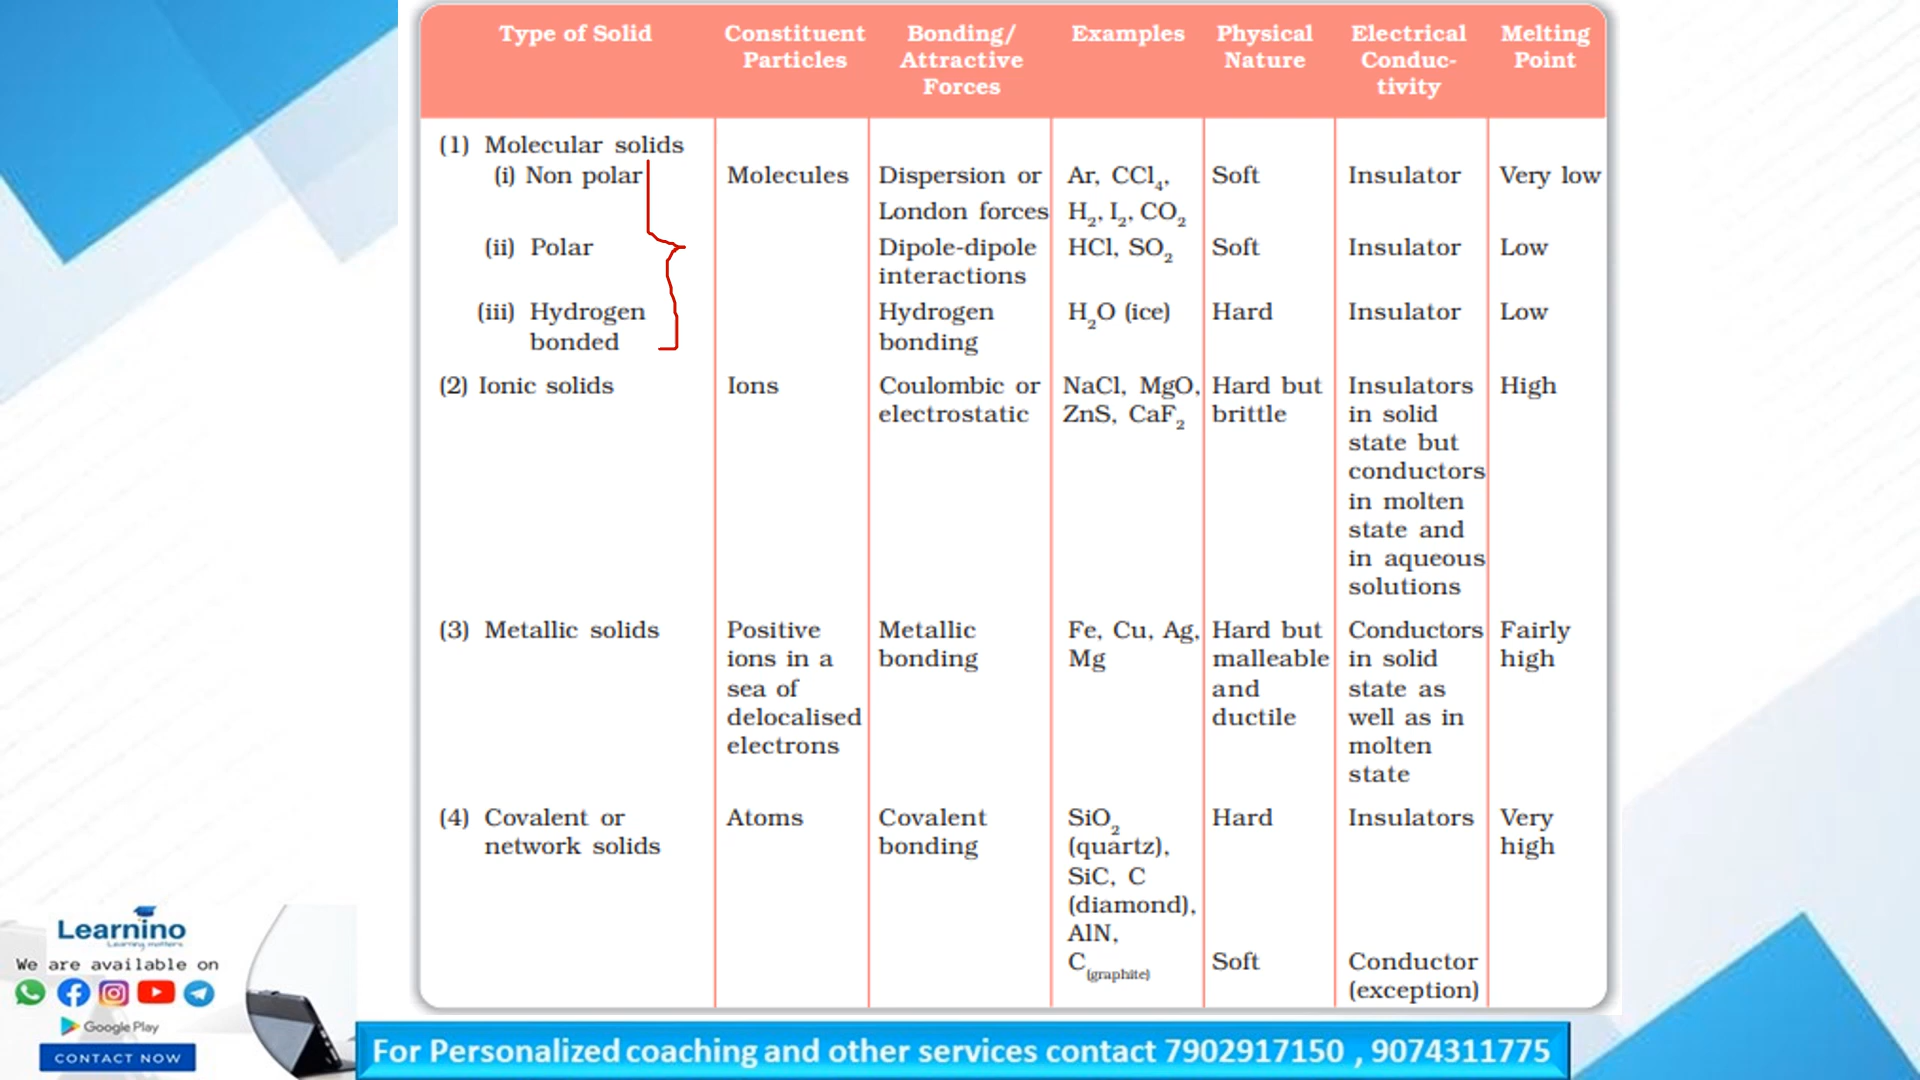 Type of Solid Constituent Particles Bonding/ Attractive Forces Examples Physical Nature Electrical Conduc- tivity Melting Point
(1) Molecular solids
(i) Non polar Molecules Dispersion or Ar, CCl₄, Soft Insulator Very low
London forces H₂, I₂, CO₂
(ii) Polar Dipole-dipole HCl, SO₂ Soft Insulator Low
interactions
(iii) Hydrogen Hydrogen H₂O (ice) Hard Insulator Low
bonded bonding
(2) Ionic solids Ions Coulombic or NaCl, MgO, Hard but Insulators High
electrostatic ZnS, CaF₂ brittle in solid
state but
conductors
in molten
state and
in aqueous
solutions
(3) Metallic solids Positive Metallic Fe, Cu, Ag, Hard but Conductors Fairly
ions in a bonding Mg malleable in solid high
sea of and state as
delocalised ductile well as in
electrons molten
state
(4) Covalent or Atoms Covalent SiO₂ Hard Insulators Very
network solids bonding (quartz), high
SiC, C
(diamond),
AlN,
C(graphite) Soft Conductor
(exception)
Learnino
Learning matters
We are available on
Google Play
CONTACT NOW
For Personalized coaching and other services contact 7902917150 , 9074311775